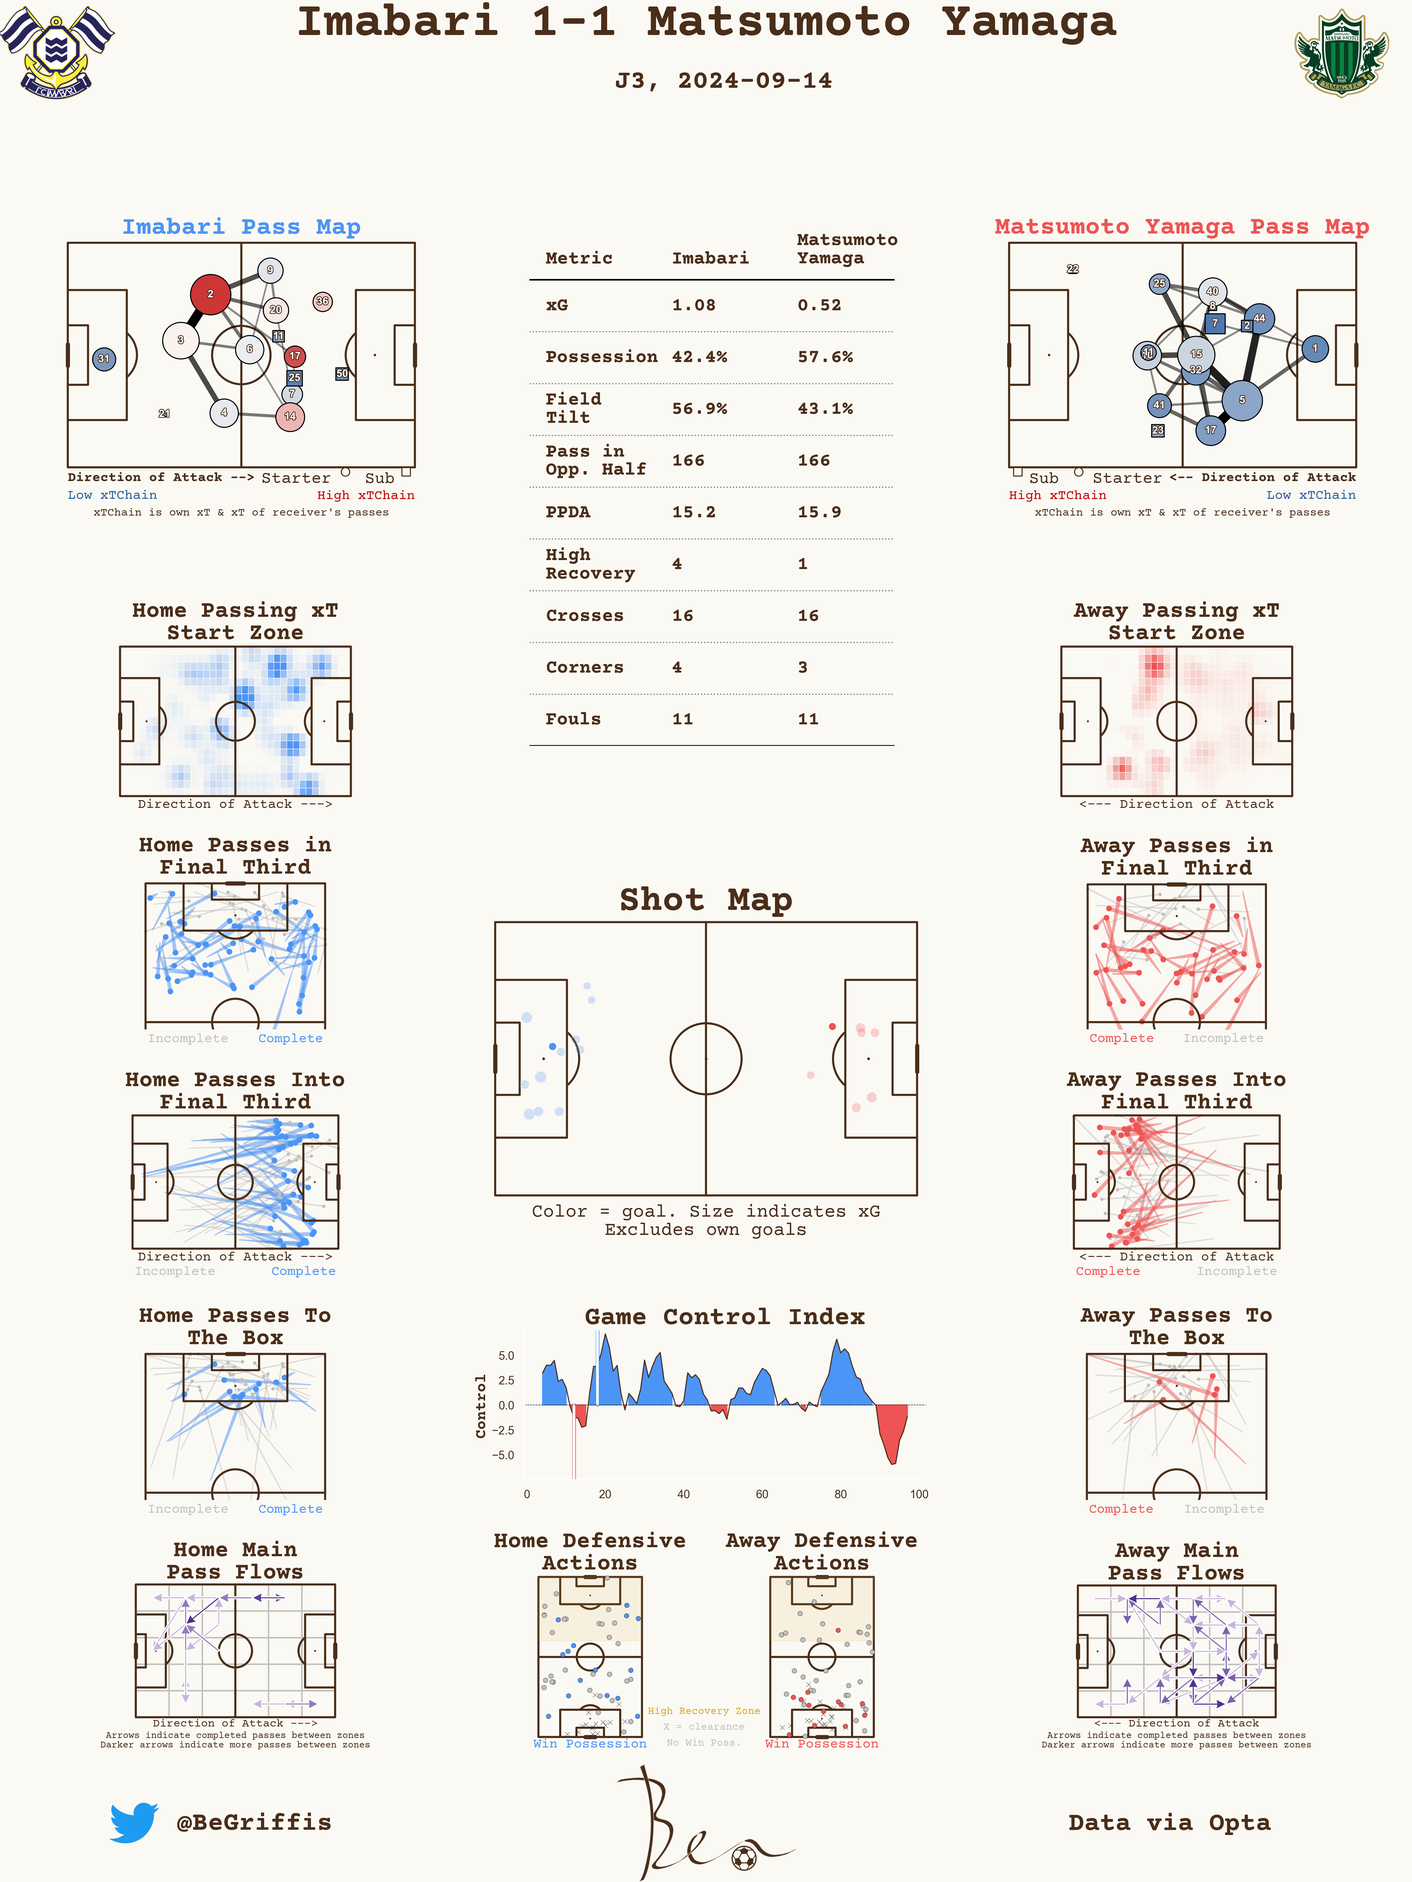 Imabari 1-1 Matsumoto Yamaga
J3, 2024-09-14
MATSUMOTO
YAMAGA F.C.
FC IMABARI
Imabari Pass Map
9
2
20
36
11
3
6
17
31
25
50
7
21
4
14
Direction of Attack --> Starter Sub
Low xTChain High xTChain
xTChain is own xT & xT of receiver's passes
Metric Imabari Matsumoto
Yamaga
xG 1.08 0.52
Possession 42.4% 57.6%
Field
Tilt 56.9% 43.1%
Pass in
Opp. Half 166 166
PPDA 15.2 15.9
High
Recovery 4 1
Crosses 16 16
Corners 4 3
Fouls 11 11
Matsumoto Yamaga Pass Map
22
25
40
8
7
2
44
1
15
32
41
5
17
23
Sub Starter <-- Direction of Attack
High xTChain Low xTChain
xTChain is own xT & xT of receiver's passes
Home Passing xT
Start Zone
Direction of Attack --->
Away Passing xT
Start Zone
<--- Direction of Attack
Home Passes in
Final Third
Incomplete Complete
Away Passes in
Final Third
Complete Incomplete
Shot Map
Color = goal. Size indicates xG
Excludes own goals
Home Passes Into
Final Third
Direction of Attack --->
Incomplete Complete
Away Passes Into
Final Third
<--- Direction of Attack
Complete Incomplete
Home Passes To
The Box
Incomplete Complete
Game Control Index
Control
5.0
2.5
0.0
−2.5
−5.0
0 20 40 60 80 100
Away Passes To
The Box
Complete Incomplete
Home Main
Pass Flows
Direction of Attack --->
Arrows indicate completed passes between zones
Darker arrows indicate more passes between zones
Home Defensive
Actions
Win Possession
Away Defensive
Actions
Win Possession
High Recovery Zone
X = clearance
No Win Poss.
Away Main
Pass Flows
<--- Direction of Attack
Arrows indicate completed passes between zones
Darker arrows indicate more passes between zones
@BeGriffis
Ben
Data via Opta